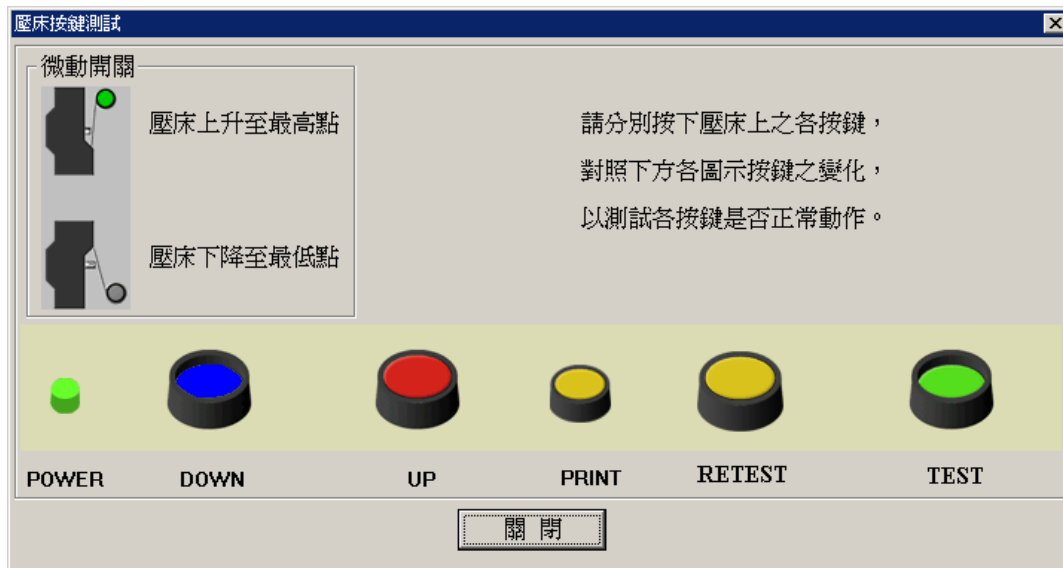 壓床按鍵測試
微動開關
壓床上升至最高點
壓床下降至最低點
請分別按下壓床上之各按鍵，
對照下方各圖示按鍵之變化，
以測試各按鍵是否正常動作。
POWER DOWN UP PRINT RETEST TEST
關 閉